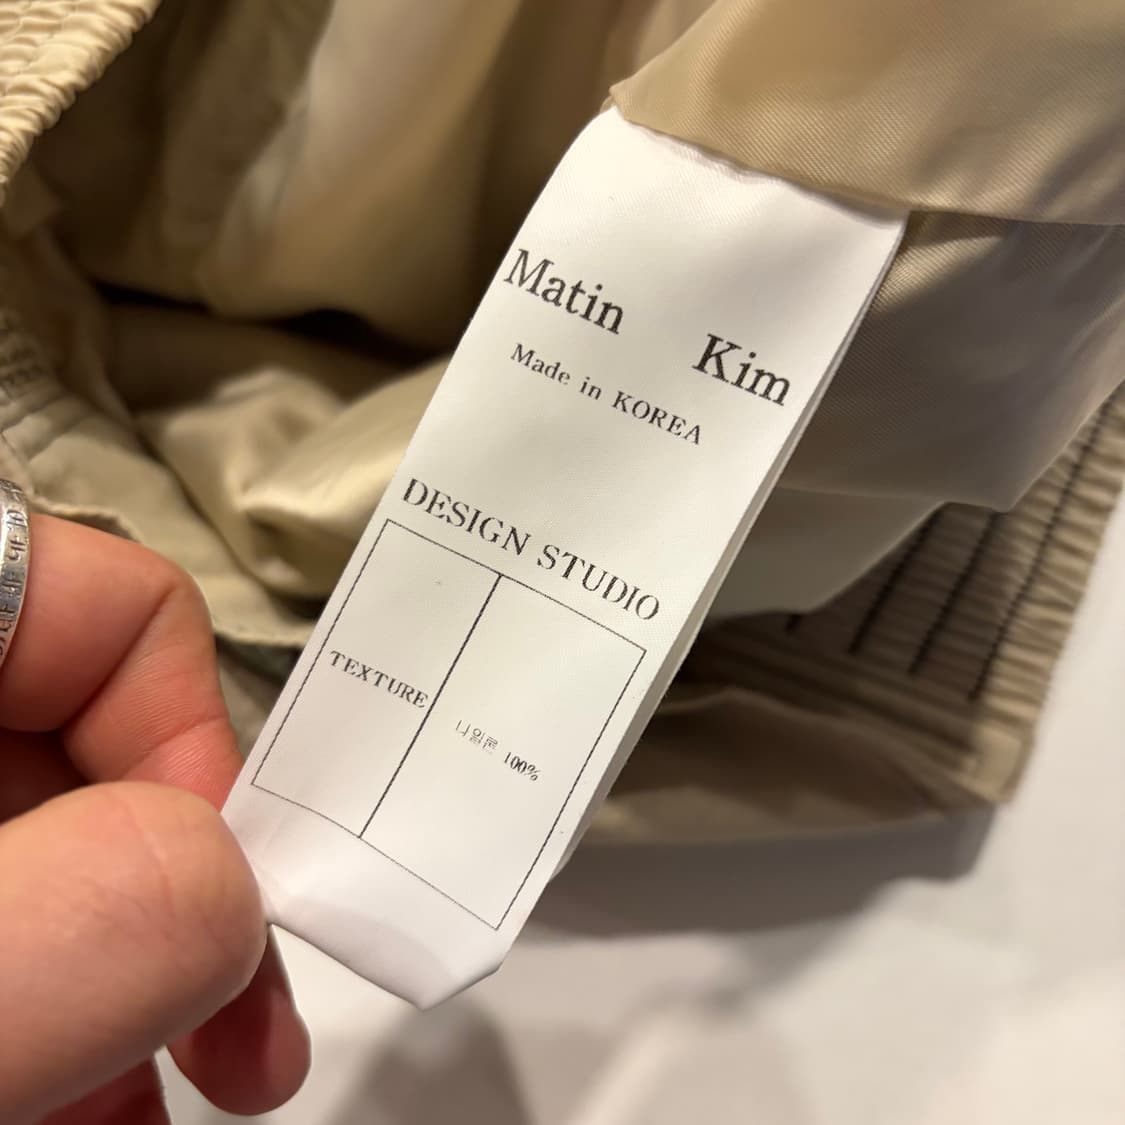 Matin Kim
Made in KOREA
DESIGN STUDIO
TEXTURE
나일론 100%